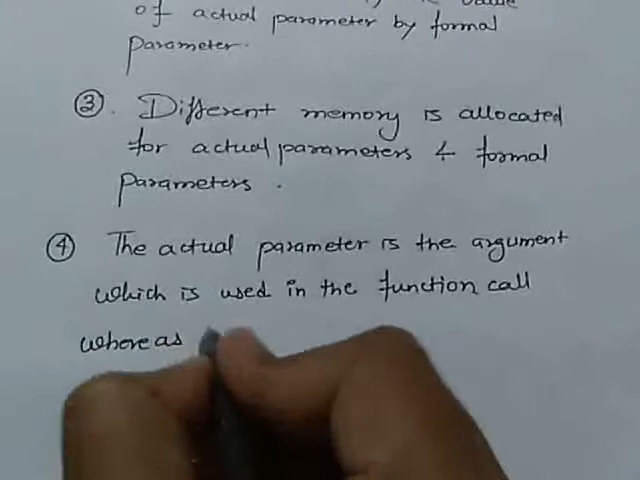 of actual parameter by formal
parameter.
③. Different memory is allocated
for actual parameters & formal
parameters.
④ The actual parameter is the argument
which is used in the function call
whereas